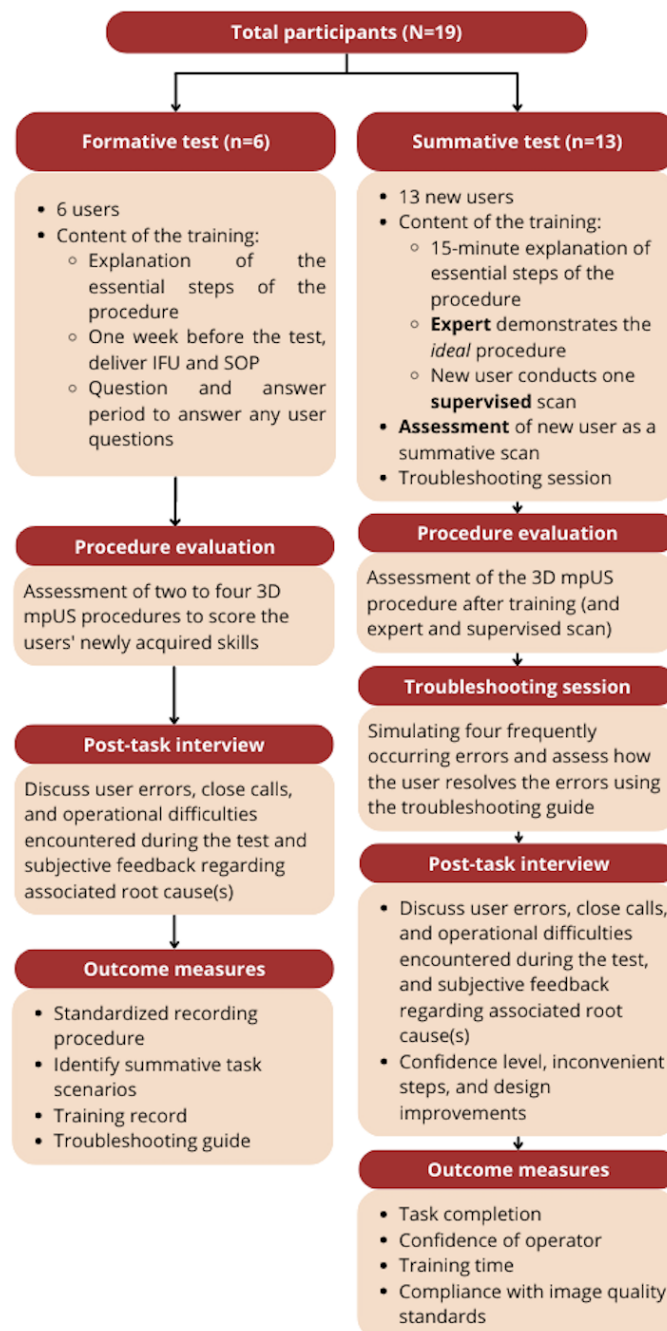 Total participants (N=19)
Formative test (n=6)
• 6 users
• Content of the training:
○ Explanation of the
essential steps of the
procedure
○ One week before the test,
deliver IFU and SOP
○ Question and answer
period to answer any user
questions
Procedure evaluation
Assessment of two to four 3D
mpUS procedures to score the
users' newly acquired skills
Post-task interview
Discuss user errors, close calls,
and operational difficulties
encountered during the test and
subjective feedback regarding
associated root cause(s)
Outcome measures
• Standardized recording
procedure
• Identify summative task
scenarios
• Training record
• Troubleshooting guide
Summative test (n=13)
• 13 new users
• Content of the training:
○ 15-minute explanation of
essential steps of the
procedure
○ Expert demonstrates the
ideal procedure
○ New user conducts one
supervised scan
• Assessment of new user as a
summative scan
• Troubleshooting session
Procedure evaluation
Assessment of the 3D mpUS
procedure after training (and
expert and supervised scan)
Troubleshooting session
Simulating four frequently
occurring errors and assess how
the user resolves the errors using
the troubleshooting guide
Post-task interview
• Discuss user errors, close calls,
and operational difficulties
encountered during the test,
and subjective feedback
regarding associated root
cause(s)
• Confidence level, inconvenient
steps, and design
improvements
Outcome measures
• Task completion
• Confidence of operator
• Training time
• Compliance with image quality
standards